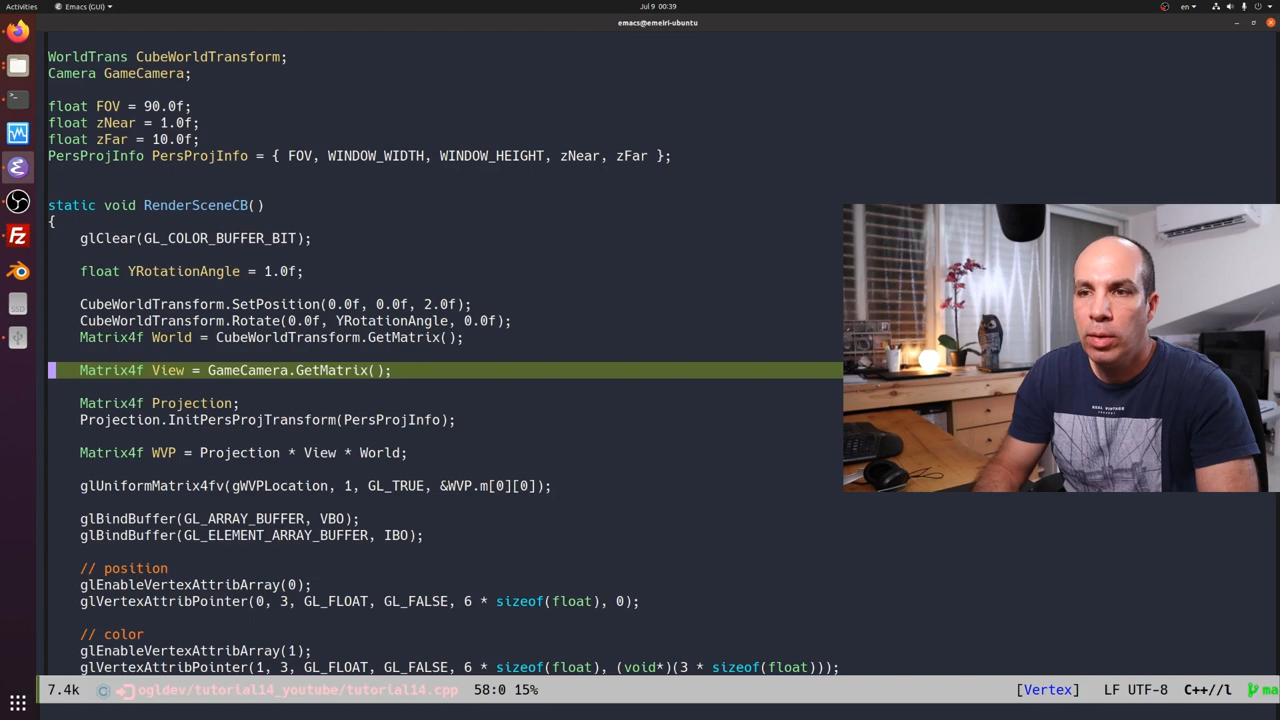 Activities
Emacs (GUI)
Jul 9 00:39
en
emacs@emeiri-ubuntu
WorldTrans CubeWorldTransform;
Camera GameCamera;
float FOV = 90.0f;
float zNear = 1.0f;
float zFar = 10.0f;
PersProjInfo PersProjInfo = { FOV, WINDOW_WIDTH, WINDOW_HEIGHT, zNear, zFar };
static void RenderSceneCB()
{
glClear(GL_COLOR_BUFFER_BIT);
float YRotationAngle = 1.0f;
CubeWorldTransform.SetPosition(0.0f, 0.0f, 2.0f);
CubeWorldTransform.Rotate(0.0f, YRotationAngle, 0.0f);
Matrix4f World = CubeWorldTransform.GetMatrix();
Matrix4f View = GameCamera.GetMatrix();
Matrix4f Projection;
Projection.InitPersProjTransform(PersProjInfo);
Matrix4f WVP = Projection * View * World;
glUniformMatrix4fv(gWVPLocation, 1, GL_TRUE, &WVP.m[0][0]);
glBindBuffer(GL_ARRAY_BUFFER, VBO);
glBindBuffer(GL_ELEMENT_ARRAY_BUFFER, IBO);
// position
glEnableVertexAttribArray(0);
glVertexAttribPointer(0, 3, GL_FLOAT, GL_FALSE, 6 * sizeof(float), 0);
// color
glEnableVertexAttribArray(1);
glVertexAttribPointer(1, 3, GL_FLOAT, GL_FALSE, 6 * sizeof(float), (void*)(3 * sizeof(float)));
7.4k ogldev/tutorial14_youtube/tutorial14.cpp 58:0 15% [Vertex] LF UTF-8 C++//l ma